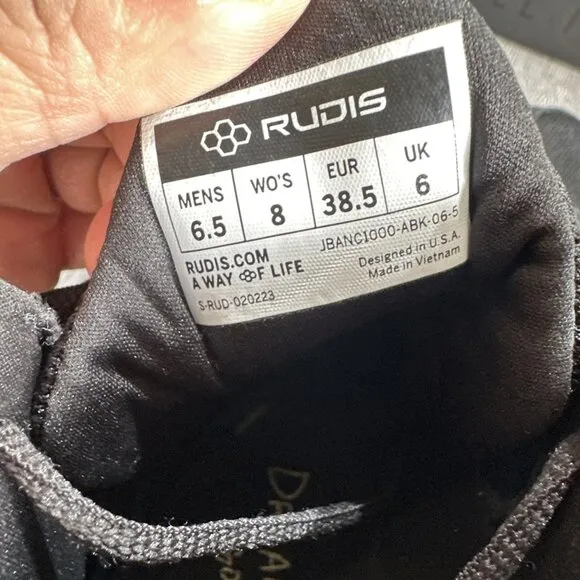 RUDIS
MENS WO'S EUR UK
6.5 8 38.5 6
RUDIS.COM
A WAY OF LIFE
JBANC1000-ABK-06-5
Designed in U.S.A.
Made in Vietnam
S-RUD-020223